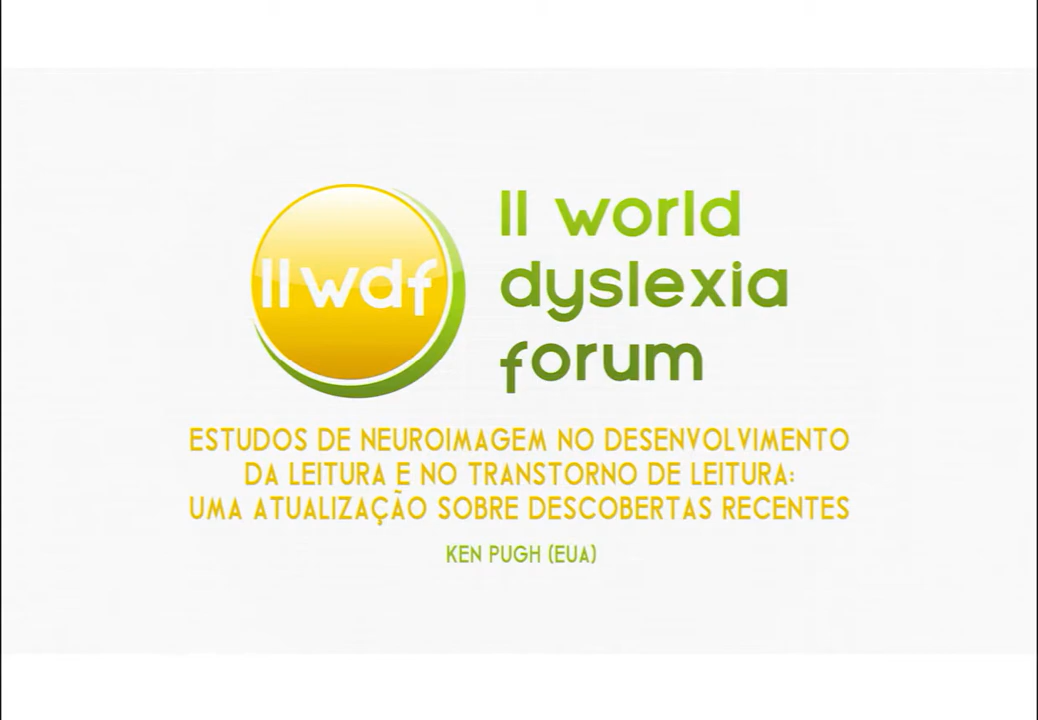 II wdf
II world
dyslexia
forum
ESTUDOS DE NEUROIMAGEM NO DESENVOLVIMENTO
DA LEITURA E NO TRANSTORNO DE LEITURA:
UMA ATUALIZAÇÃO SOBRE DESCOBERTAS RECENTES
KEN PUGH (EUA)